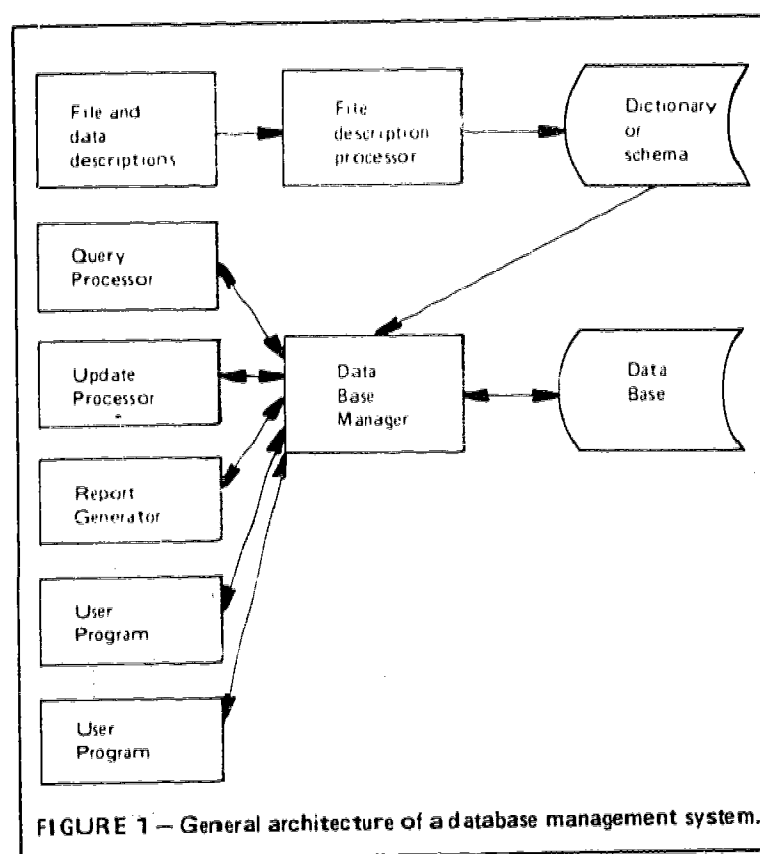 File and
data
descriptions
File
description
processor
Dictionary
or
schema
Query
Processor
Update
Processor
Data
Base
Manager
Data
Base
Report
Generator
User
Program
User
Program
FIGURE 1 — General architecture of a database management system.